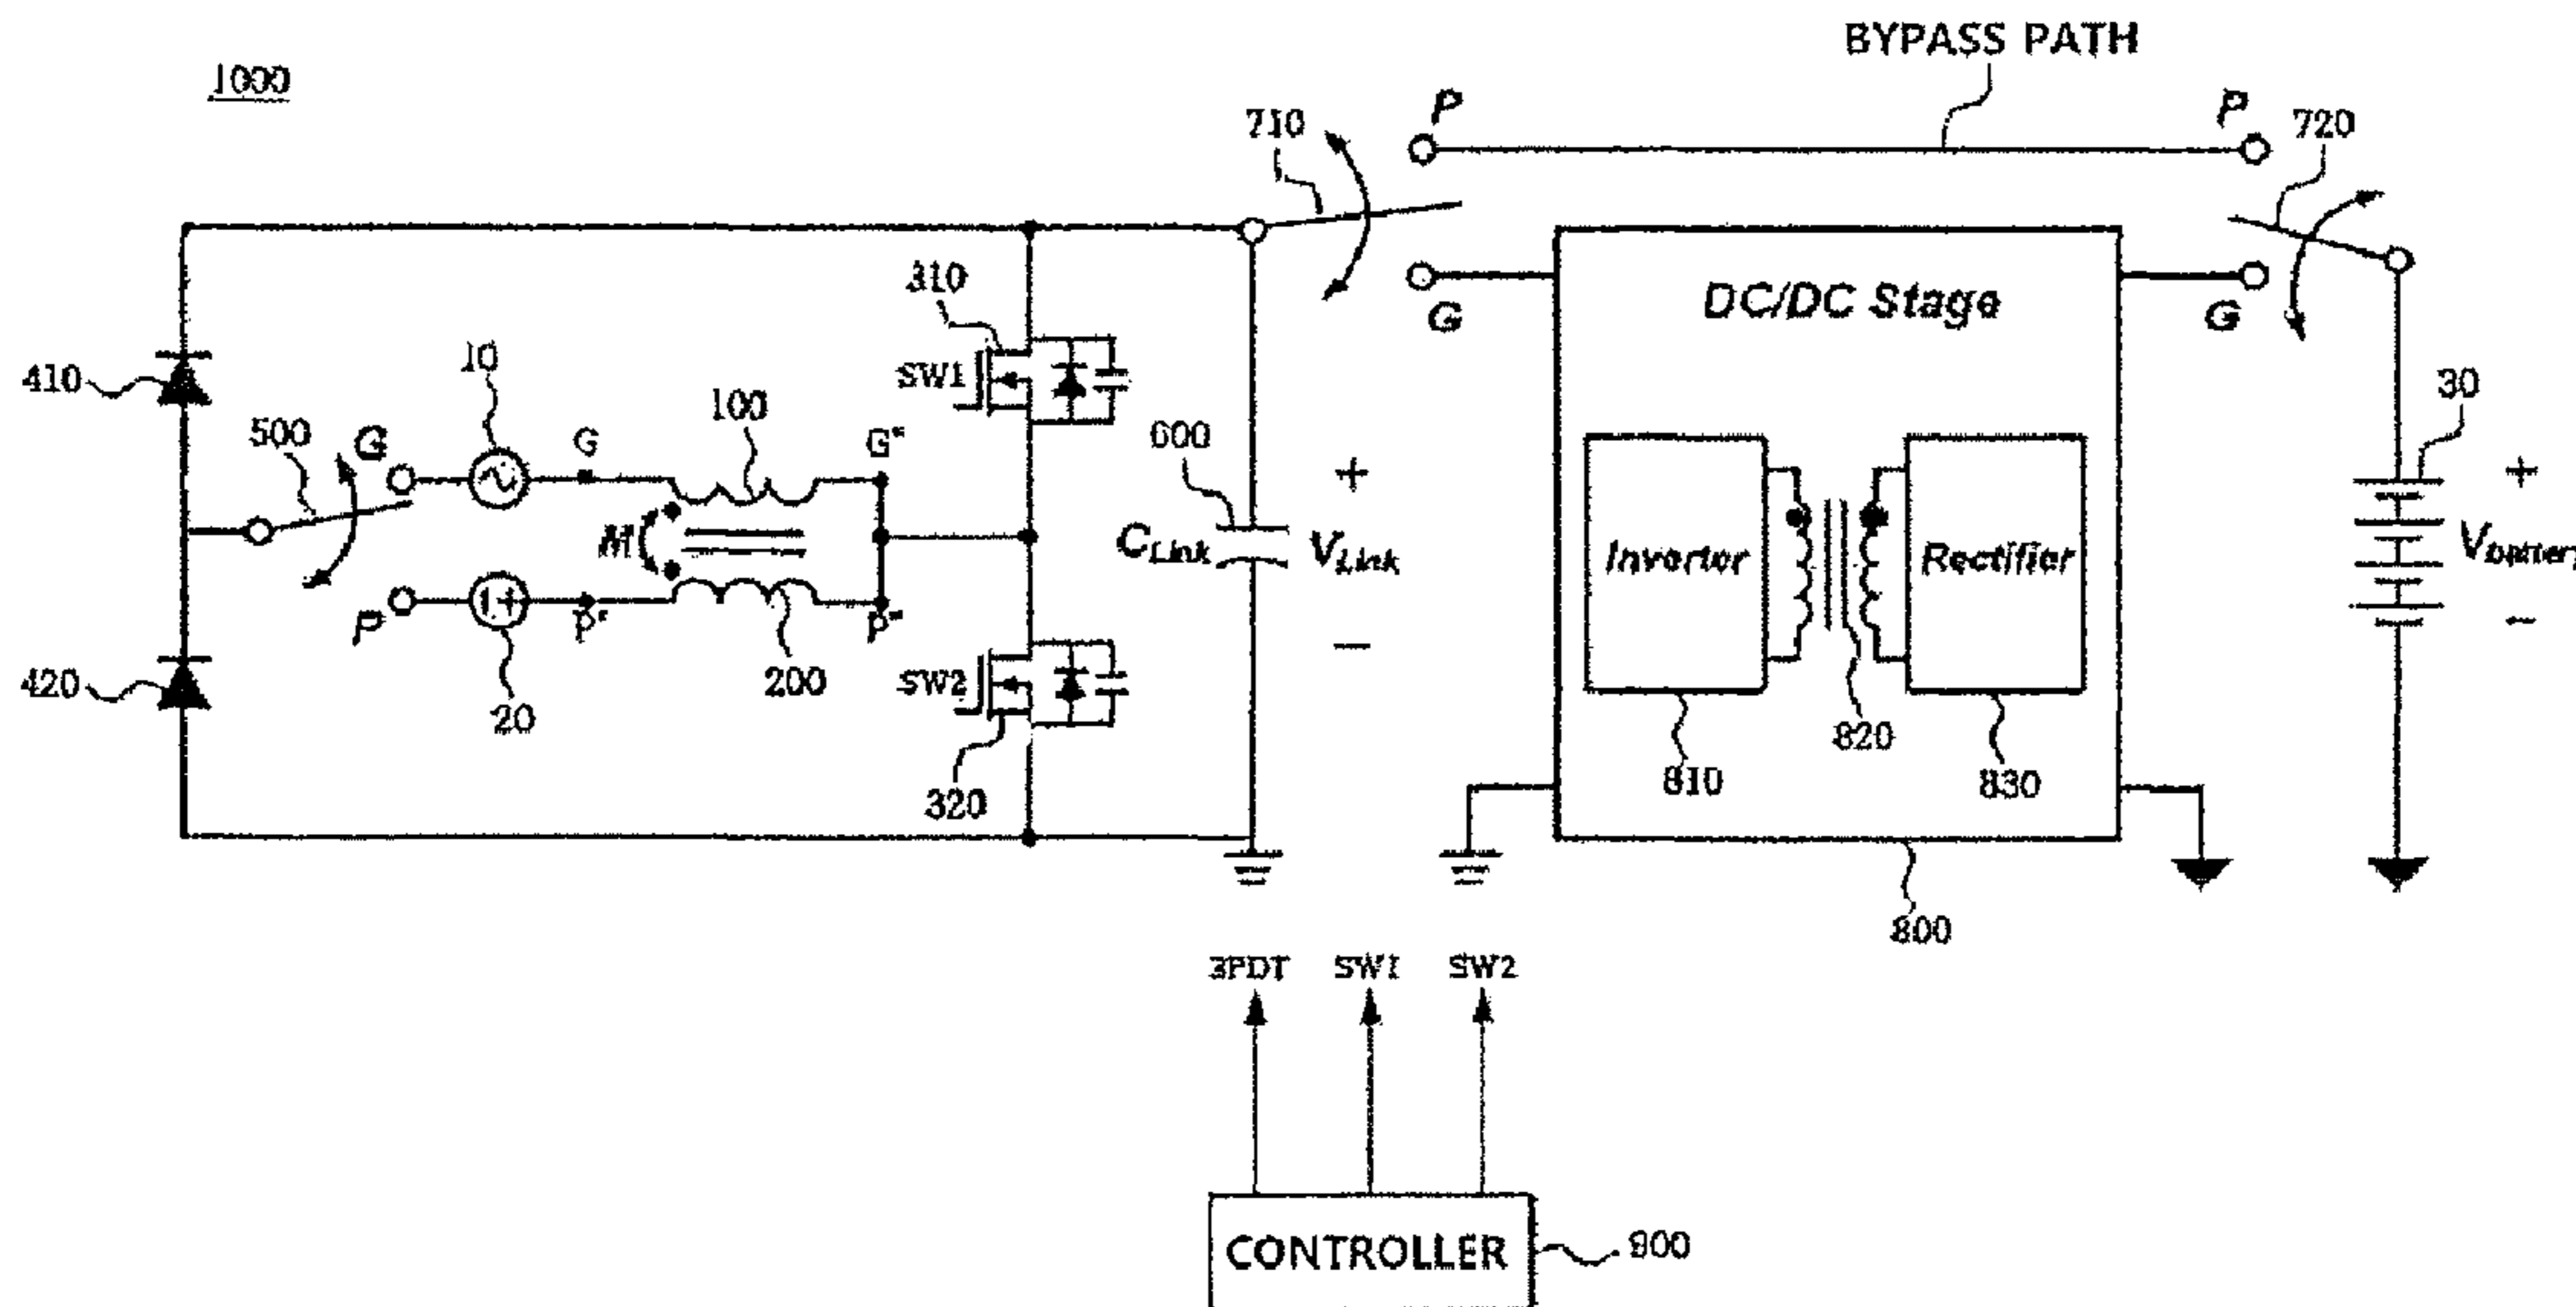 BYPASS PATH
1000
P
P
710
720
310
G
G
DC/DC Stage
10
SW1
410
100
30
500
G
G
G"
600
+
+
M
C_Link
V_Link
Inverter
Rectifier
P
P'
P"
−
−
SW2
420
200
20
820
810
830
320
800
3PDT
SW1
SW2
CONTROLLER
900